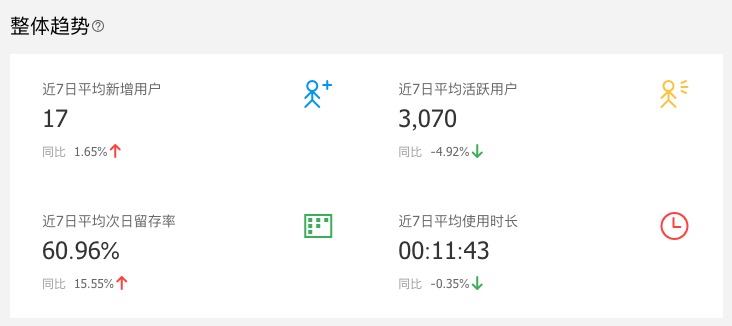 整体趋势
近7日平均新增用户
17
同比 1.65%
近7日平均活跃用户
3,070
同比 -4.92%
近7日平均次日留存率
60.96%
同比 15.55%
近7日平均使用时长
00:11:43
同比 -0.35%